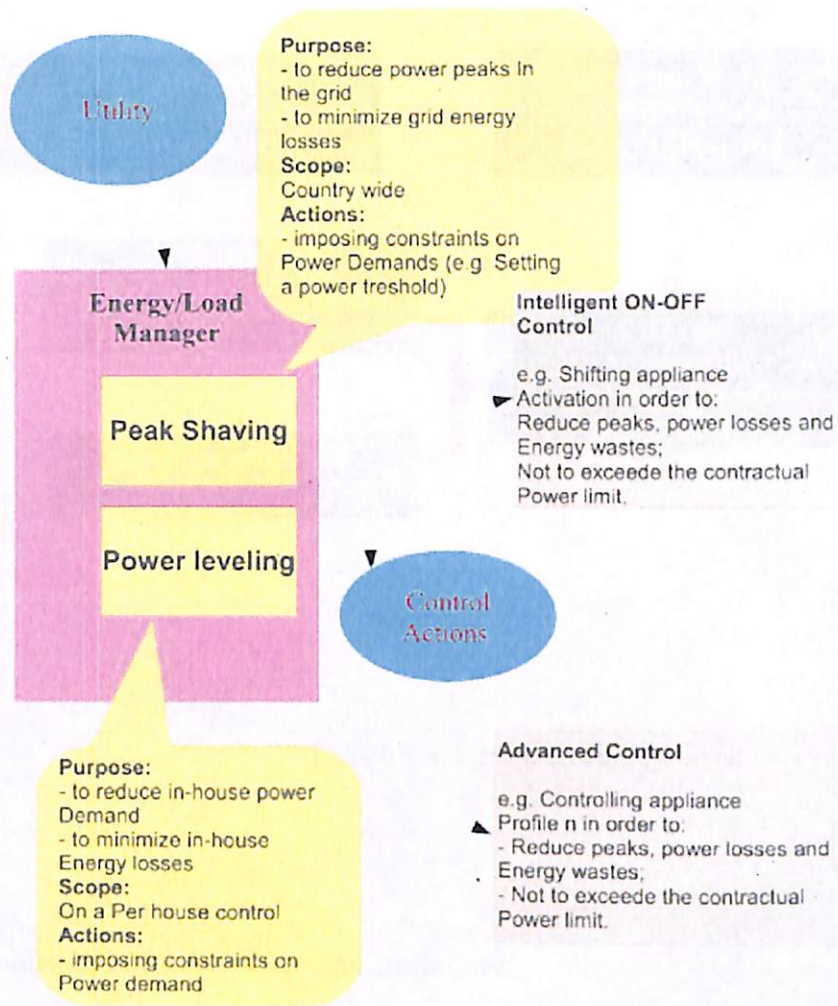 Utility
Purpose:
- to reduce power peaks In
the grid
- to minimize grid energy
losses
Scope:
Country wide
Actions:
- imposing constraints on
Power Demands (e.g Setting
a power treshold)
Energy/Load
Manager
Peak Shaving
Power leveling
Intelligent ON-OFF
Control
e.g. Shifting appliance
Activation in order to:
Reduce peaks, power losses and
Energy wastes;
Not to exceede the contractual
Power limit.
Control
Actions
Purpose:
- to reduce in-house power
Demand
- to minimize in-house
Energy losses
Scope:
On a Per house control
Actions:
- imposing constraints on
Power demand
Advanced Control
e.g. Controlling appliance
Profile n in order to:
- Reduce peaks, power losses and
Energy wastes;
- Not to exceede the contractual
Power limit.